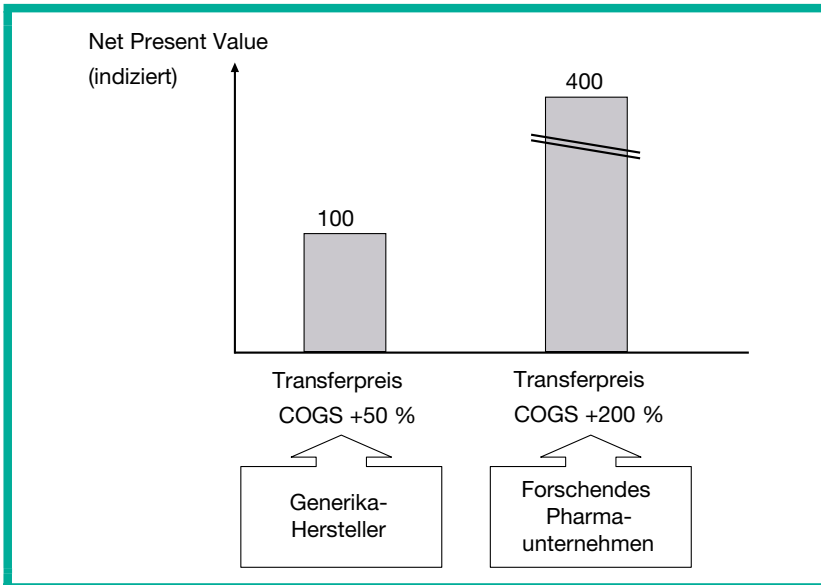 Net Present Value
(indiziert)
400
100
Transferpreis
COGS +50 %
Transferpreis
COGS +200 %
Generika-
Hersteller
Forschendes
Pharma-
unternehmen